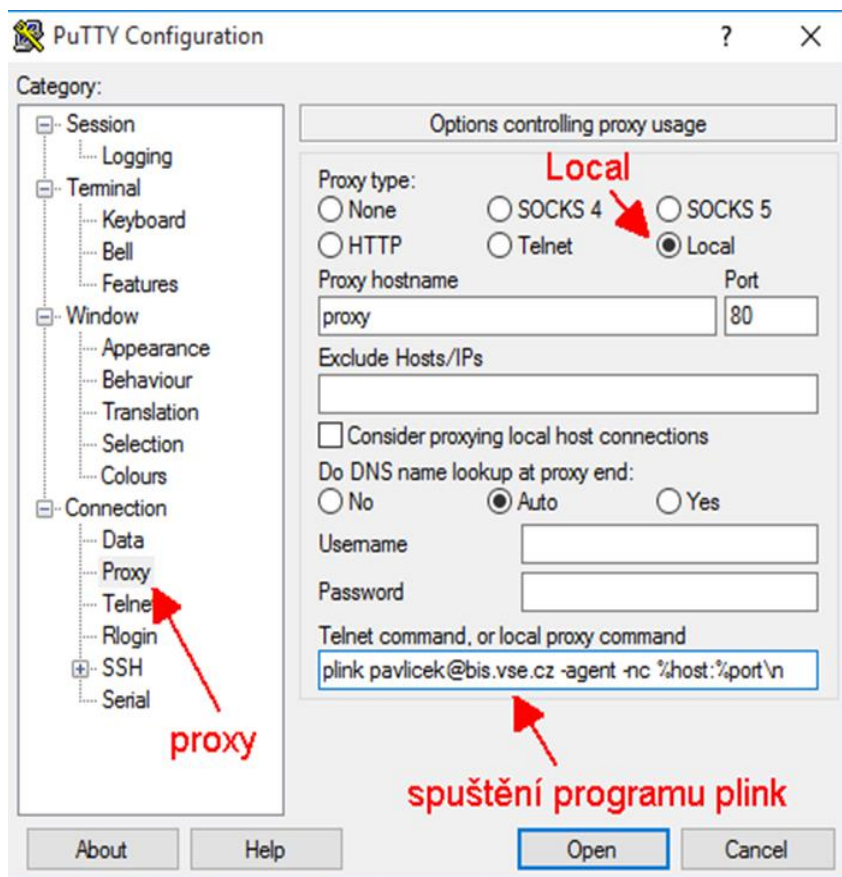 PuTTY Configuration ? X
Category:
Session
Logging
Terminal
Keyboard
Bell
Features
Window
Appearance
Behaviour
Translation
Selection
Colours
Connection
Data
Proxy
Telnet
Rlogin
SSH
Serial
proxy
Options controlling proxy usage
Local
Proxy type:
None SOCKS 4 SOCKS 5
HTTP Telnet Local
Proxy hostname Port
proxy 80
Exclude Hosts/IPs
Consider proxying local host connections
Do DNS name lookup at proxy end:
No Auto Yes
Username
Password
Telnet command, or local proxy command
plink pavlicek@bis.vse.cz -agent -nc %host:%port\n
spuštění programu plink
About Help Open Cancel